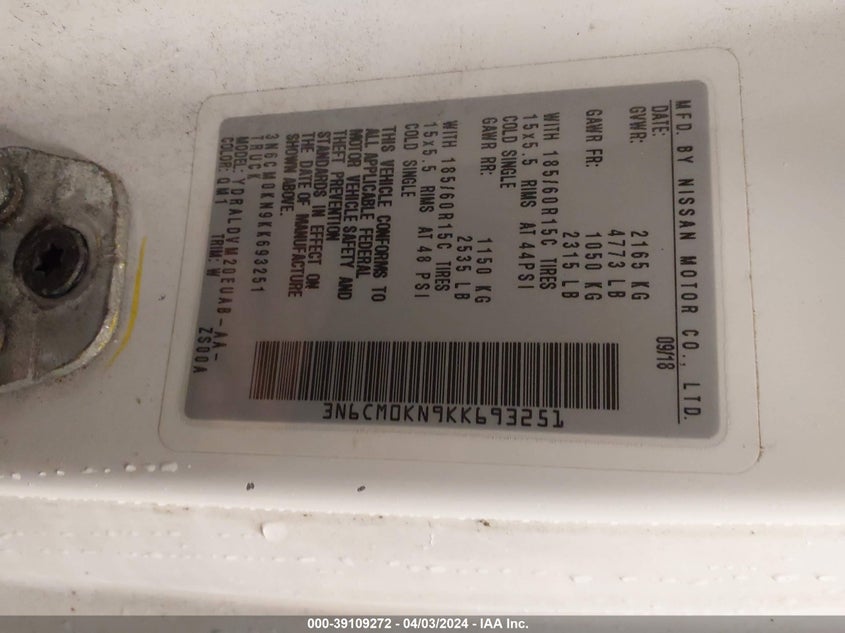 MFD. BY NISSAN MOTOR CO., LTD.
DATE: 09/18
GVWR: 2165 KG
4773 LB
GAWR FR: 1050 KG
2315 LB
WITH 185/60R15C TIRES
15x5.5 RIMS AT 44PSI
COLD SINGLE
GAWR RR: 1150 KG
2535 LB
WITH 185/60R15C TIRES
15x5.5 RIMS AT 48 PSI
COLD SINGLE
THIS VEHICLE CONFORMS TO
ALL APPLICABLE FEDERAL
MOTOR VEHICLE SAFETY AND
THEFT PREVENTION
STANDARDS IN EFFECT ON
THE DATE OF MANUFACTURE
SHOWN ABOVE.
3N6CM0KN9KK693251
TRUCK
MODEL: YDRALDVM20EUAB-AA-
ZS00A
COLOR: QM1 TRIM: W
3N6CM0KN9KK693251
000-39109272 - 04/03/2024 - IAA Inc.